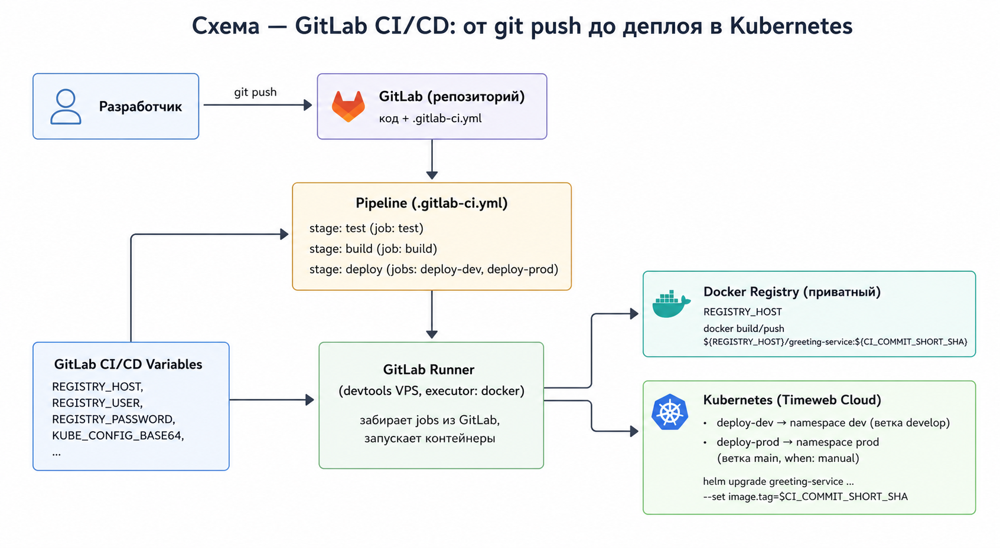 Схема — GitLab CI/CD: от git push до деплоя в Kubernetes
Разработчик
git push
GitLab (репозиторий)
код + .gitlab-ci.yml
Pipeline (.gitlab-ci.yml)
stage: test (job: test)
stage: build (job: build)
stage: deploy (jobs: deploy-dev, deploy-prod)
GitLab CI/CD Variables
REGISTRY_HOST,
REGISTRY_USER,
REGISTRY_PASSWORD,
KUBE_CONFIG_BASE64,
...
GitLab Runner
(devtools VPS, executor: docker)
забирает jobs из GitLab,
запускает контейнеры
Docker Registry (приватный)
REGISTRY_HOST
docker build/push
${REGISTRY_HOST}/greeting-service:${CI_COMMIT_SHORT_SHA}
Kubernetes (Timeweb Cloud)
• deploy-dev → namespace dev (ветка develop)
• deploy-prod → namespace prod
(ветка main, when: manual)
helm upgrade greeting-service ...
--set image.tag=$CI_COMMIT_SHORT_SHA